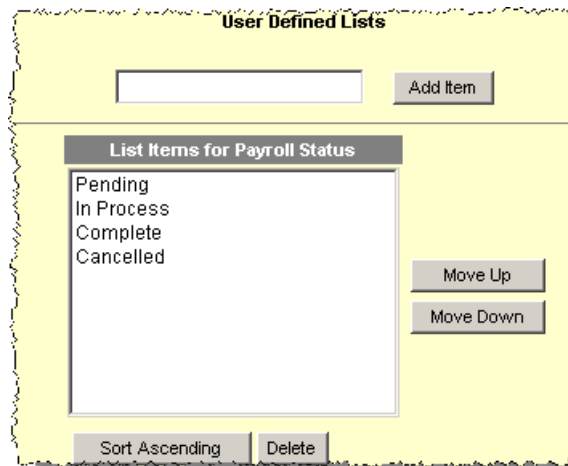 User Defined Lists
Add Item
List Items for Payroll Status
Pending
In Process
Complete
Cancelled
Move Up
Move Down
Sort Ascending Delete